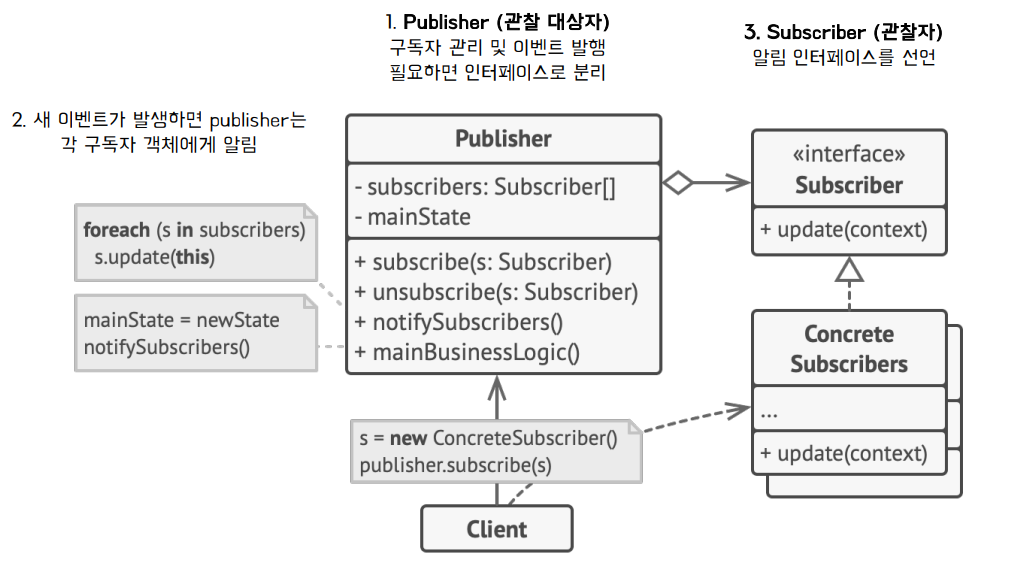 1. Publisher (관찰 대상자)
구독자 관리 및 이벤트 발행
필요하면 인터페이스로 분리
3. Subscriber (관찰자)
알림 인터페이스를 선언
2. 새 이벤트가 발생하면 publisher는
각 구독자 객체에게 알림
Publisher
- subscribers: Subscriber[]
- mainState
+ subscribe(s: Subscriber)
+ unsubscribe(s: Subscriber)
+ notifySubscribers()
+ mainBusinessLogic()
«interface»
Subscriber
+ update(context)
foreach (s in subscribers)
s.update(this)
mainState = newState
notifySubscribers()
Concrete
Subscribers
...
+ update(context)
s = new ConcreteSubscriber()
publisher.subscribe(s)
Client